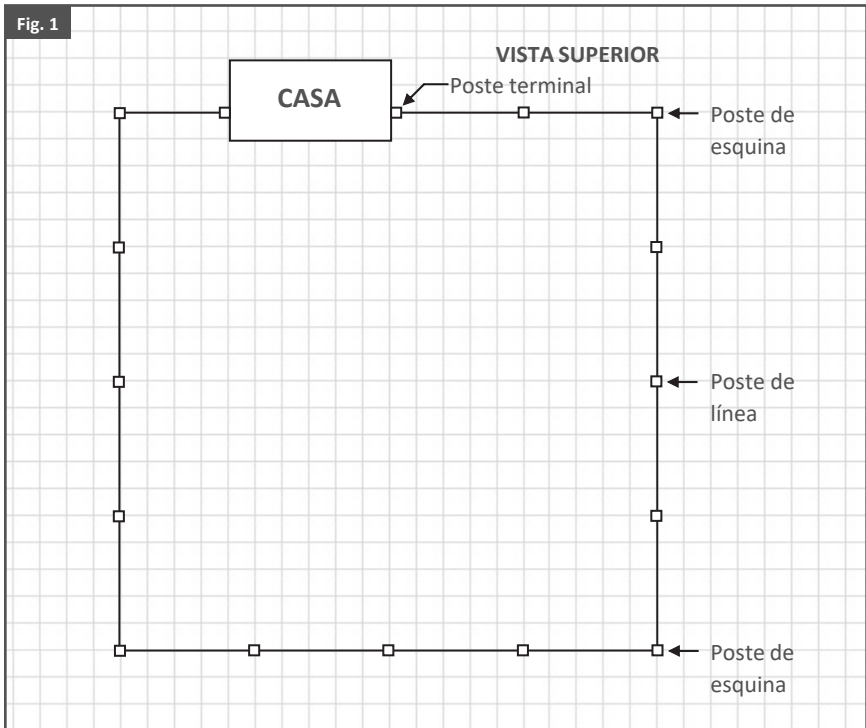 Fig. 1
VISTA SUPERIOR
CASA
Poste terminal
Poste de
esquina
Poste de
línea
Poste de
esquina